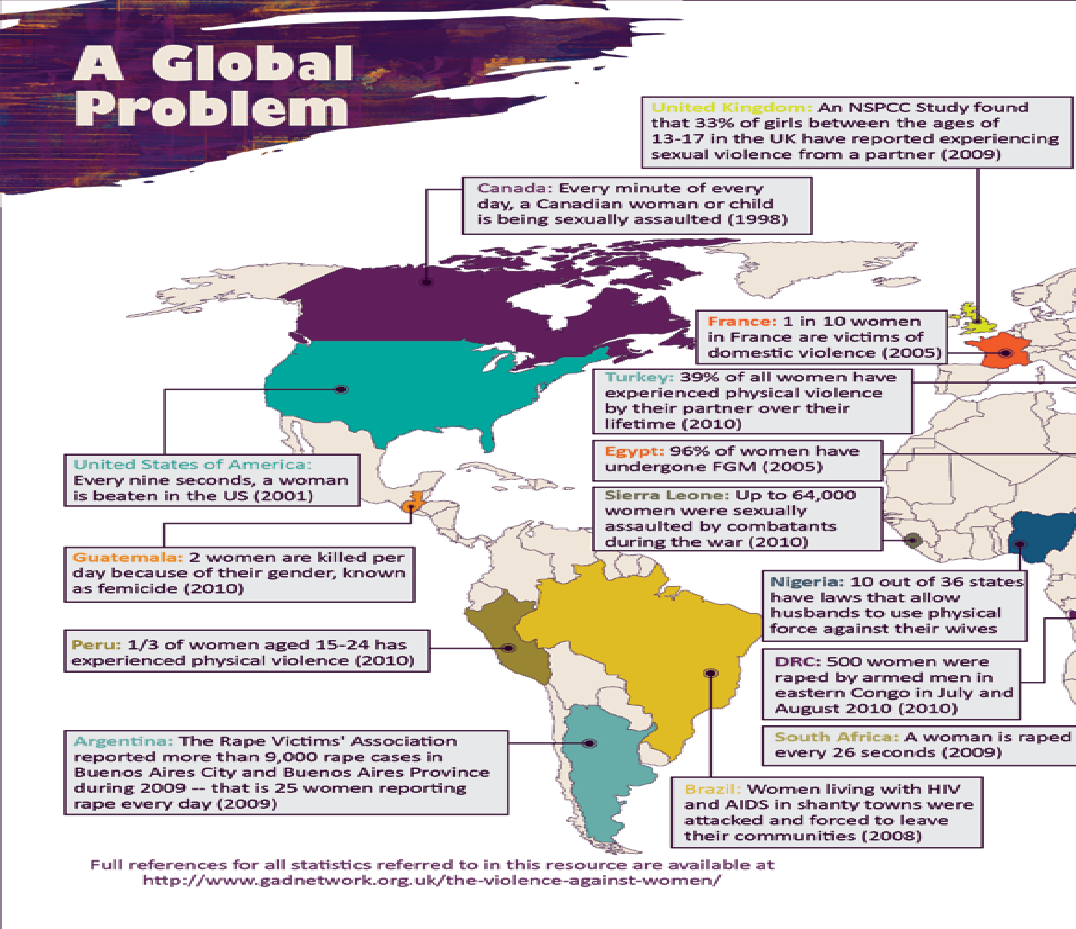 A Global
Problem
United Kingdom: An NSPCC Study found
that 33% of girls between the ages of
13-17 in the UK have reported experiencing
sexual violence from a partner (2009)
Canada: Every minute of every
day, a Canadian woman or child
is being sexually assaulted (1998)
France: 1 in 10 women
in France are victims of
domestic violence (2005)
Turkey: 39% of all women have
experienced physical violence
by their partner over their
lifetime (2010)
Egypt: 96% of women have
undergone FGM (2005)
United States of America:
Every nine seconds, a woman
is beaten in the US (2001)
Sierra Leone: Up to 64,000
women were sexually
assaulted by combatants
during the war (2010)
Guatemala: 2 women are killed per
day because of their gender, known
as femicide (2010)
Nigeria: 10 out of 36 states
have laws that allow
husbands to use physical
force against their wives
Peru: 1/3 of women aged 15-24 has
experienced physical violence (2010)
DRC: 500 women were
raped by armed men in
eastern Congo in July and
August 2010 (2010)
South Africa: A woman is raped
every 26 seconds (2009)
Argentina: The Rape Victims' Association
reported more than 9,000 rape cases in
Buenos Aires City and Buenos Aires Province
during 2009 -- that is 25 women reporting
rape every day (2009)
Brazil: Women living with HIV
and AIDS in shanty towns were
attacked and forced to leave
their communities (2008)
Full references for all statistics referred to in this resource are available at
http://www.gadnetwork.org.uk/the-violence-against-women/